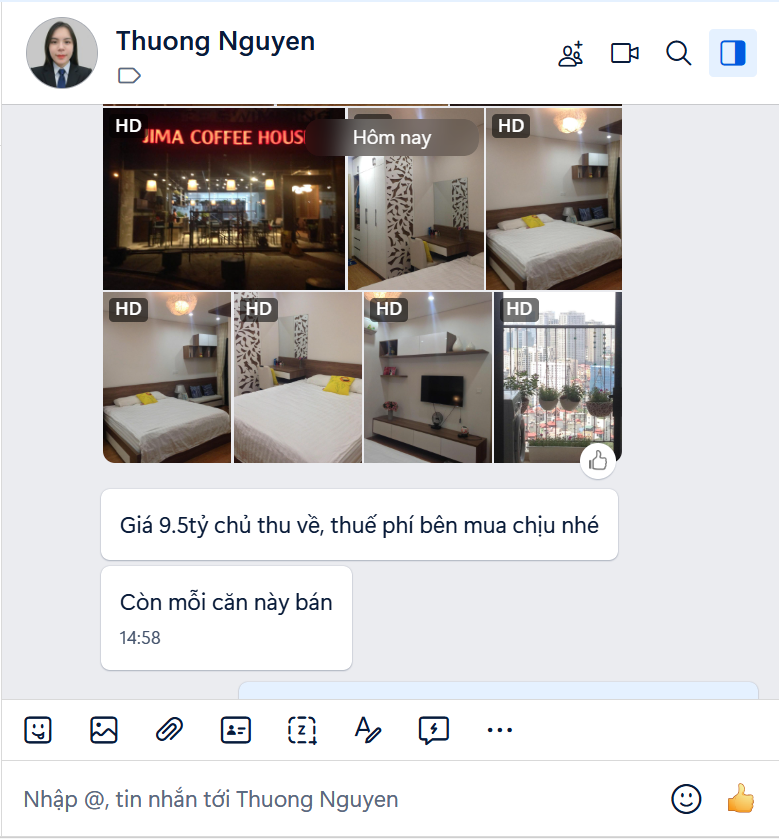 Thuong Nguyen
HD
JIMA COFFEE HOUS
Hôm nay
HD
HD
HD
HD
HD
Giá 9.5tỷ chủ thu về, thuế phí bên mua chịu nhé
Còn mỗi căn này bán
14:58
Z
Nhập @, tin nhắn tới Thuong Nguyen